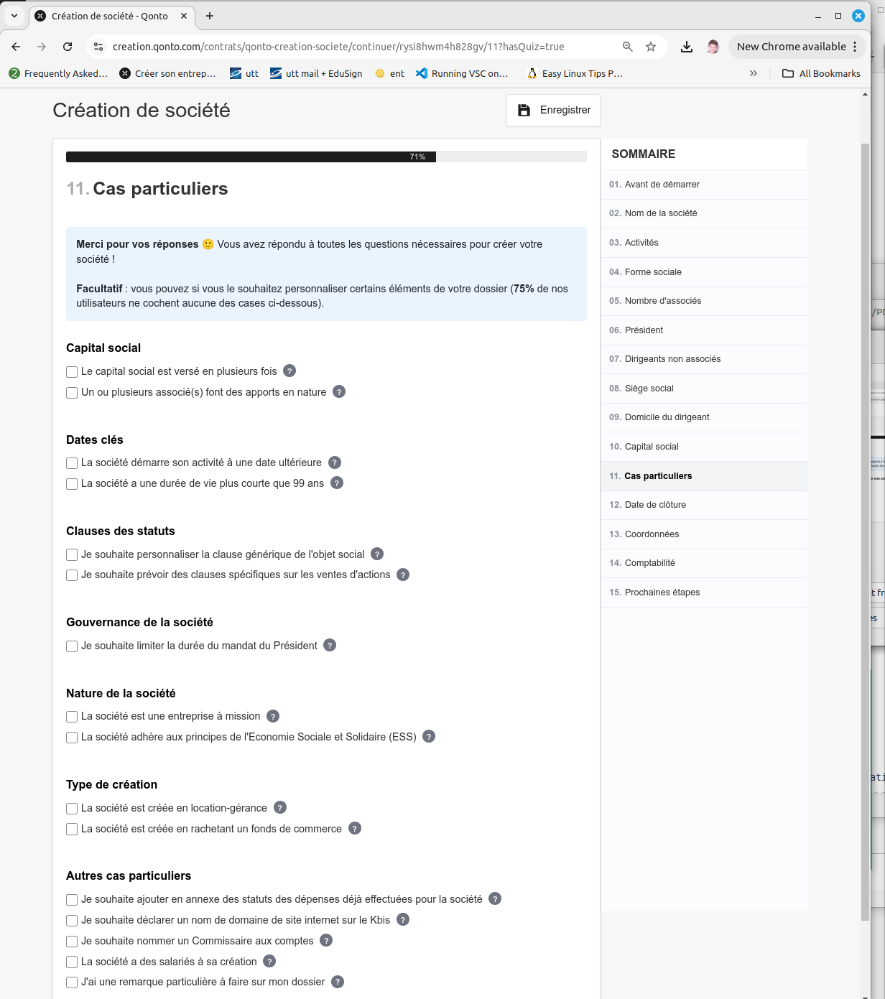 Création de société - Qonto
creation.qonto.com/contrats/qonto-creation-societe/continuer/rysi8hwm4h828gv/11?hasQuiz=true
New Chrome available
Frequently Asked...
Créer son entrep...
utt
utt mail + EduSign
ent
Running VSC on...
Easy Linux Tips P...
All Bookmarks
Création de société
Enregistrer
71%
11. Cas particuliers
Merci pour vos réponses 🙂 Vous avez répondu à toutes les questions nécessaires pour créer votre
société !
Facultatif : vous pouvez si vous le souhaitez personnaliser certains éléments de votre dossier (75% de nos
utilisateurs ne cochent aucune des cases ci-dessous).
Capital social
Le capital social est versé en plusieurs fois ?
Un ou plusieurs associé(s) font des apports en nature ?
Dates clés
La société démarre son activité à une date ultérieure ?
La société a une durée de vie plus courte que 99 ans ?
Clauses des statuts
Je souhaite personnaliser la clause générique de l'objet social ?
Je souhaite prévoir des clauses spécifiques sur les ventes d'actions ?
Gouvernance de la société
Je souhaite limiter la durée du mandat du Président ?
Nature de la société
La société est une entreprise à mission ?
La société adhère aux principes de l'Economie Sociale et Solidaire (ESS) ?
Type de création
La société est créée en location-gérance ?
La société est créée en rachetant un fonds de commerce ?
Autres cas particuliers
Je souhaite ajouter en annexe des statuts des dépenses déjà effectuées pour la société ?
Je souhaite déclarer un nom de domaine de site internet sur le Kbis ?
Je souhaite nommer un Commissaire aux comptes ?
La société a des salariés à sa création ?
J'ai une remarque particulière à faire sur mon dossier ?
SOMMAIRE
01. Avant de démarrer
02. Nom de la société
03. Activités
04. Forme sociale
05. Nombre d'associés
06. Président
07. Dirigeants non associés
08. Siège social
09. Domicile du dirigeant
10. Capital social
11. Cas particuliers
12. Date de clôture
13. Coordonnées
14. Comptabilité
15. Prochaines étapes